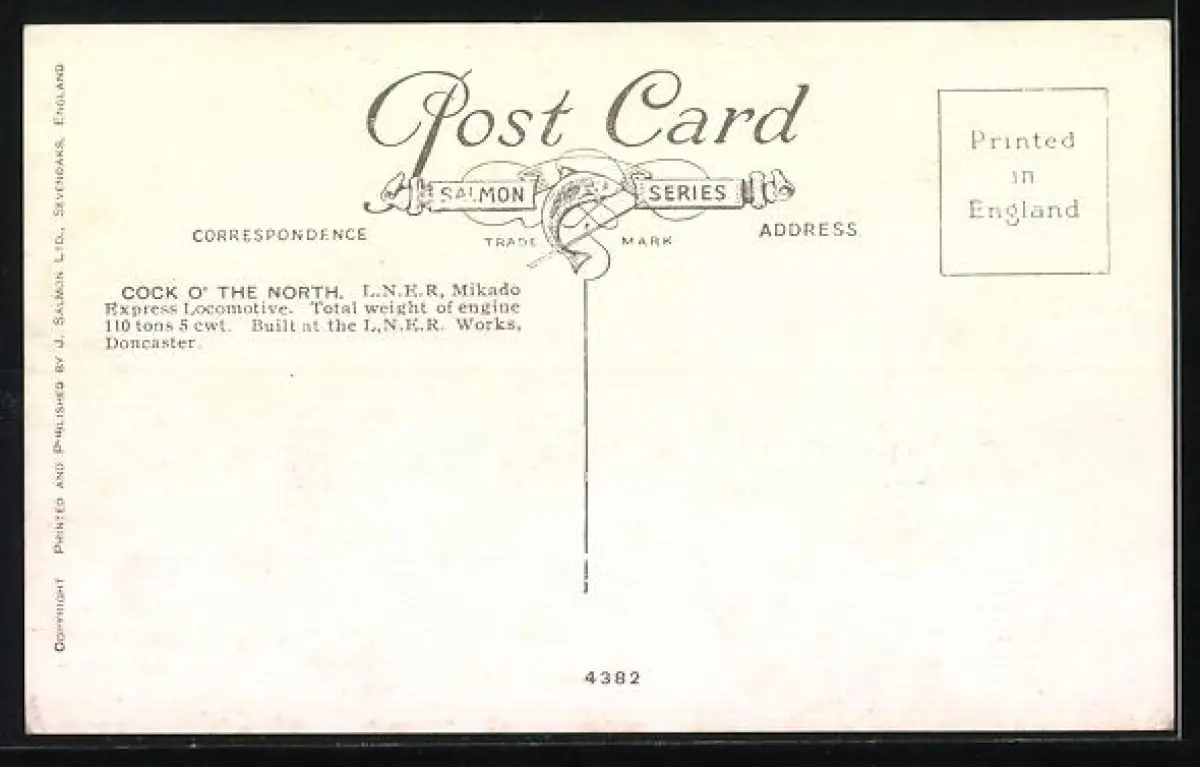 Post Card
SALMON SERIES
TRADE MARK
CORRESPONDENCE
ADDRESS
Printed
in
England
COCK O' THE NORTH. L.N.E.R, Mikado
Express Locomotive. Total weight of engine
110 tons 5 cwt. Built at the L.N.E.R. Works,
Doncaster.
4382
COPYRIGHT PRINTED AND PUBLISHED BY J. SALMON LTD., SEVENOAKS, ENGLAND